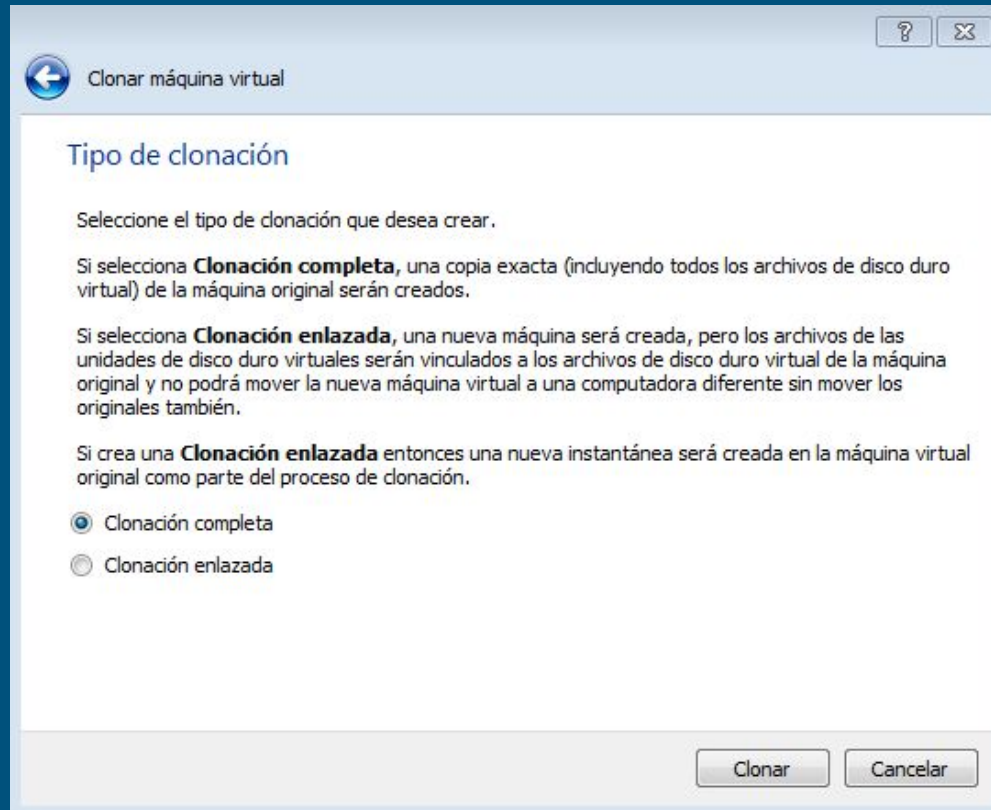 ?
Clonar máquina virtual
Tipo de clonación
Seleccione el tipo de clonación que desea crear.
Si selecciona Clonación completa, una copia exacta (incluyendo todos los archivos de disco duro
virtual) de la máquina original serán creados.
Si selecciona Clonación enlazada, una nueva máquina será creada, pero los archivos de las
unidades de disco duro virtuales serán vinculados a los archivos de disco duro virtual de la máquina
original y no podrá mover la nueva máquina virtual a una computadora diferente sin mover los
originales también.
Si crea una Clonación enlazada entonces una nueva instantánea será creada en la máquina virtual
original como parte del proceso de clonación.
Clonación completa
Clonación enlazada
Clonar Cancelar